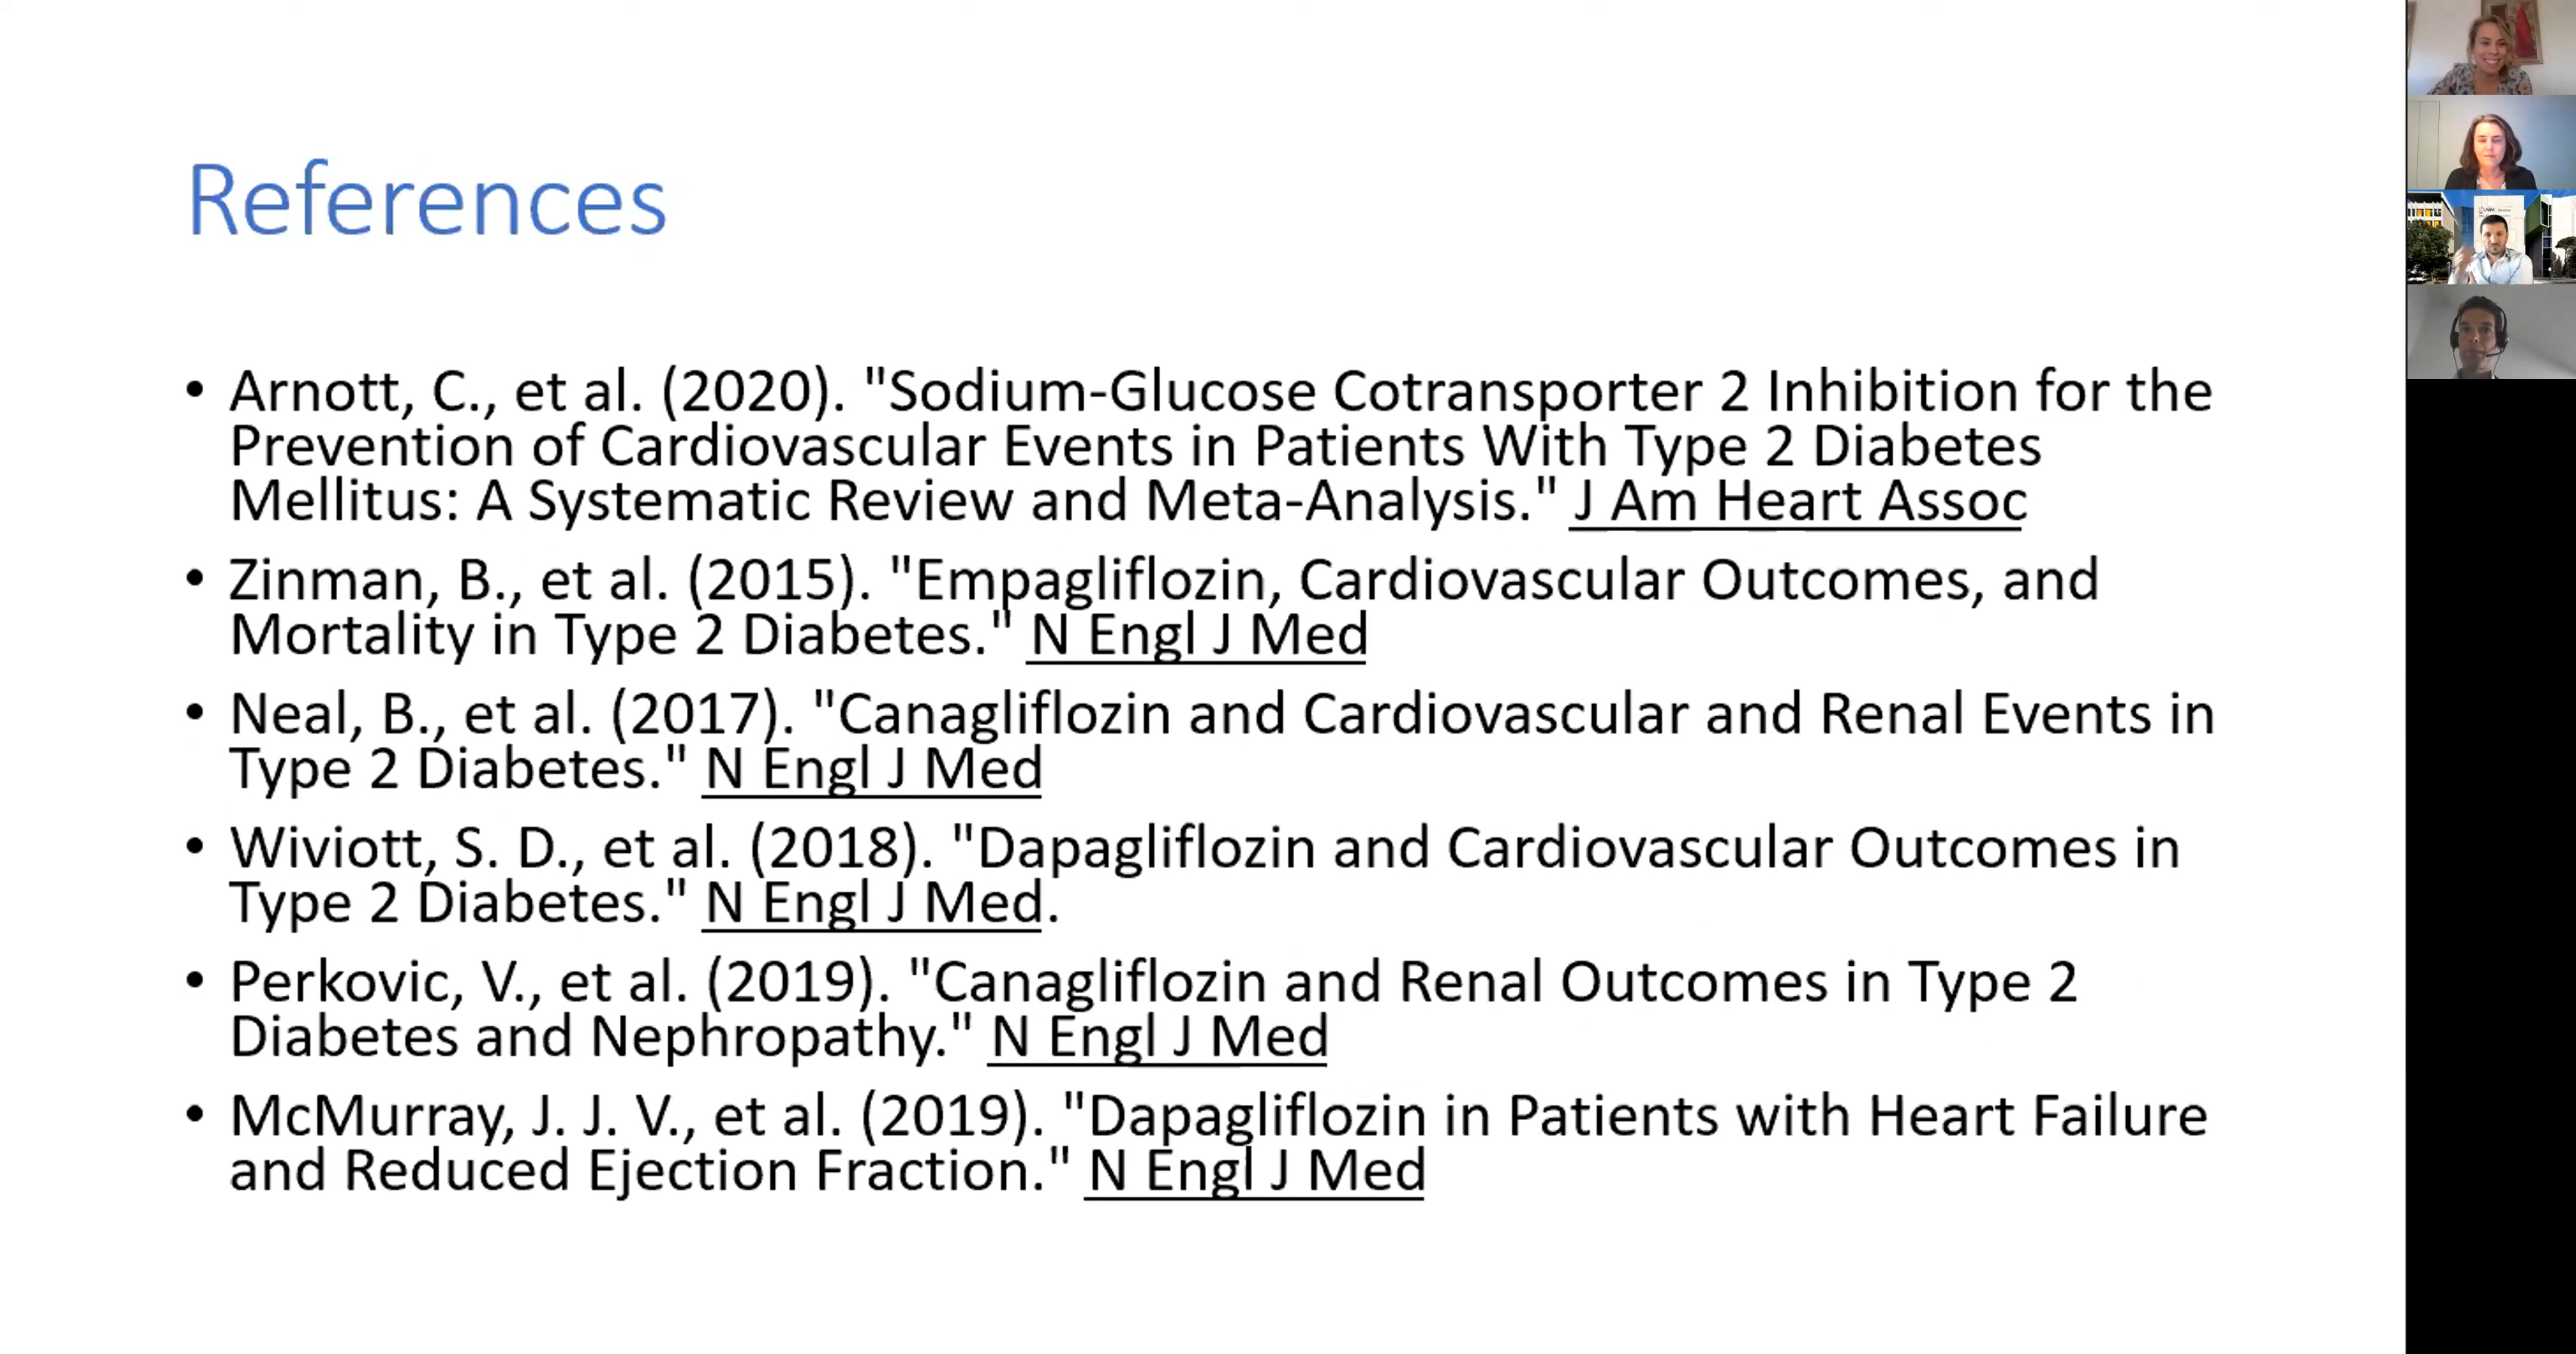 References
• Arnott, C., et al. (2020). "Sodium-Glucose Cotransporter 2 Inhibition for the
Prevention of Cardiovascular Events in Patients With Type 2 Diabetes
Mellitus: A Systematic Review and Meta-Analysis." J Am Heart Assoc
• Zinman, B., et al. (2015). "Empagliflozin, Cardiovascular Outcomes, and
Mortality in Type 2 Diabetes." N Engl J Med
• Neal, B., et al. (2017). "Canagliflozin and Cardiovascular and Renal Events in
Type 2 Diabetes." N Engl J Med
• Wiviott, S. D., et al. (2018). "Dapagliflozin and Cardiovascular Outcomes in
Type 2 Diabetes." N Engl J Med.
• Perkovic, V., et al. (2019). "Canagliflozin and Renal Outcomes in Type 2
Diabetes and Nephropathy." N Engl J Med
• McMurray, J. J. V., et al. (2019). "Dapagliflozin in Patients with Heart Failure
and Reduced Ejection Fraction." N Engl J Med